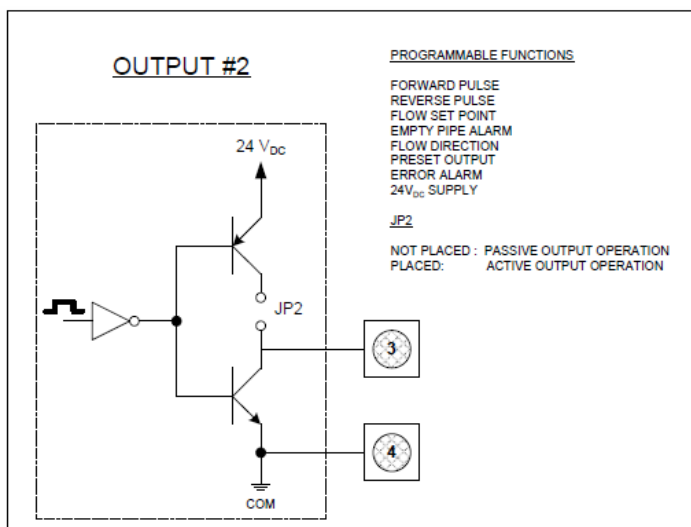 OUTPUT #2
24 VDC
JP2
3
4
COM
PROGRAMMABLE FUNCTIONS
FORWARD PULSE
REVERSE PULSE
FLOW SET POINT
EMPTY PIPE ALARM
FLOW DIRECTION
PRESET OUTPUT
ERROR ALARM
24VDC SUPPLY
JP2
NOT PLACED : PASSIVE OUTPUT OPERATION
PLACED: ACTIVE OUTPUT OPERATION